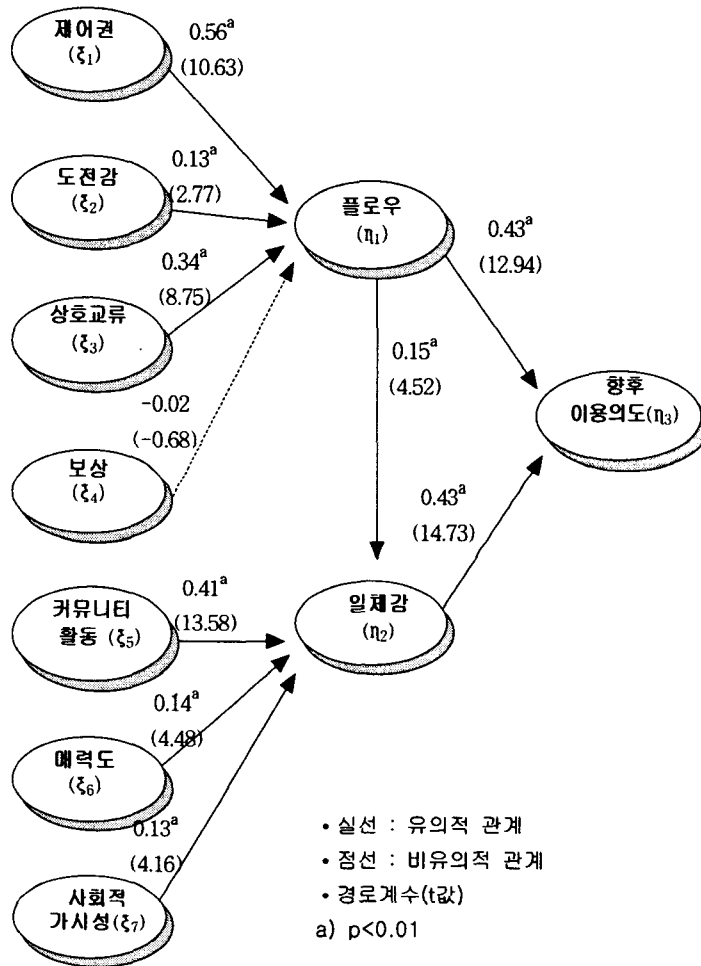 제어권
(ξ₁)
0.56ᵃ
(10.63)
도전감
(ξ₂)
0.13ᵃ
(2.77)
플로우
(η₁)
0.43ᵃ
(12.94)
상호교류
(ξ₃)
0.34ᵃ
(8.75)
0.15ᵃ
(4.52)
향후
이용의도(η₃)
보상
(ξ₄)
-0.02
(-0.68)
0.43ᵃ
(14.73)
커뮤니티
활동 (ξ₅)
0.41ᵃ
(13.58)
일체감
(η₂)
매력도
(ξ₆)
0.14ᵃ
(4.48)
사회적
가시성(ξ₇)
0.13ᵃ
(4.16)
• 실선 : 유의적 관계
• 점선 : 비유의적 관계
• 경로계수(t값)
a) p<0.01